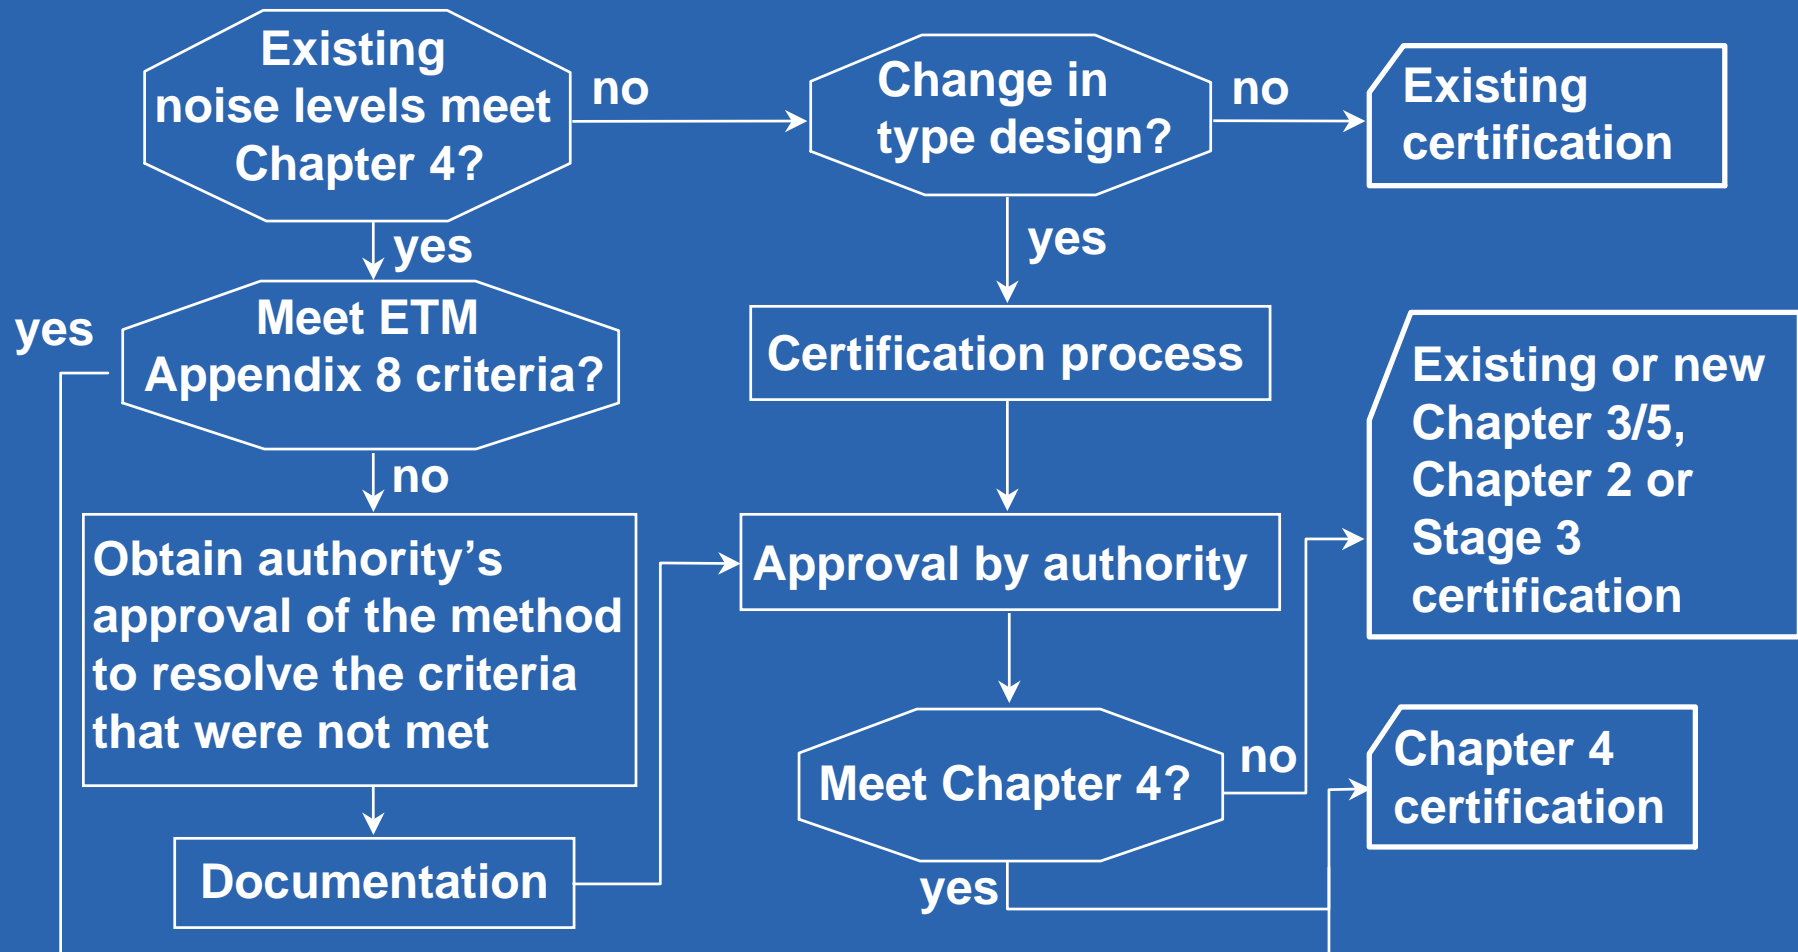 Existing
noise levels meet
Chapter 4?
no
Change in
type design?
no
Existing
certification
yes
yes
Meet ETM
Appendix 8 criteria?
yes
Certification process
Existing or new
Chapter 3/5,
Chapter 2 or
Stage 3
certification
no
Obtain authority’s
approval of the method
to resolve the criteria
that were not met
Approval by authority
Meet Chapter 4?
no
Chapter 4
certification
Documentation
yes